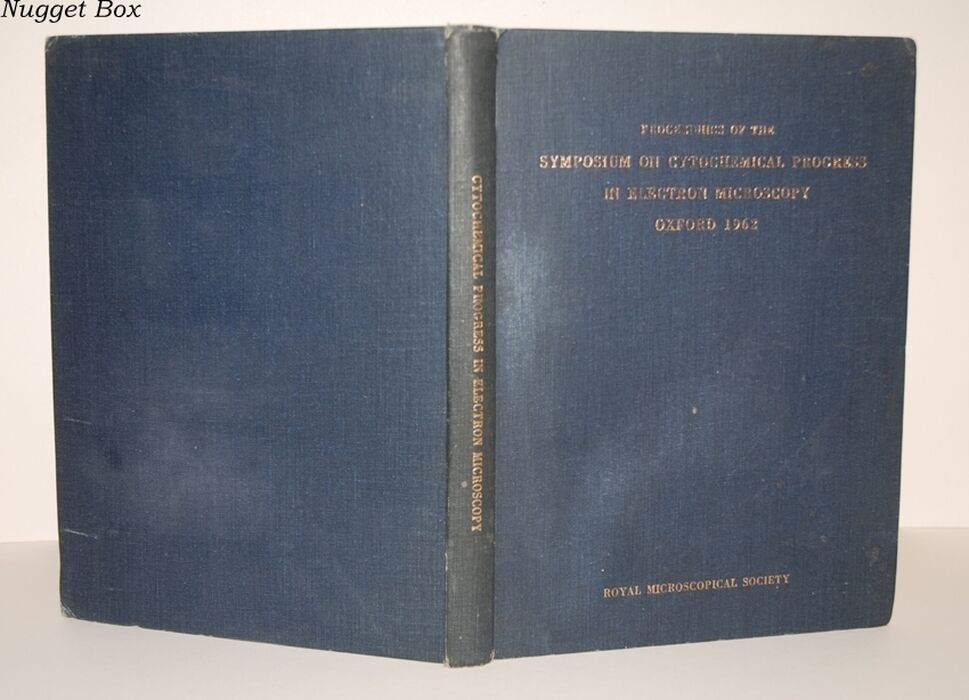 Nugget Box
PROCEEDINGS OF THE
SYMPOSIUM ON CYTOCHEMICAL PROGRESS
IN ELECTRON MICROSCOPY
OXFORD 1962
CYTOCHEMICAL PROGRESS IN ELECTRON MICROSCOPY
ROYAL MICROSCOPICAL SOCIETY